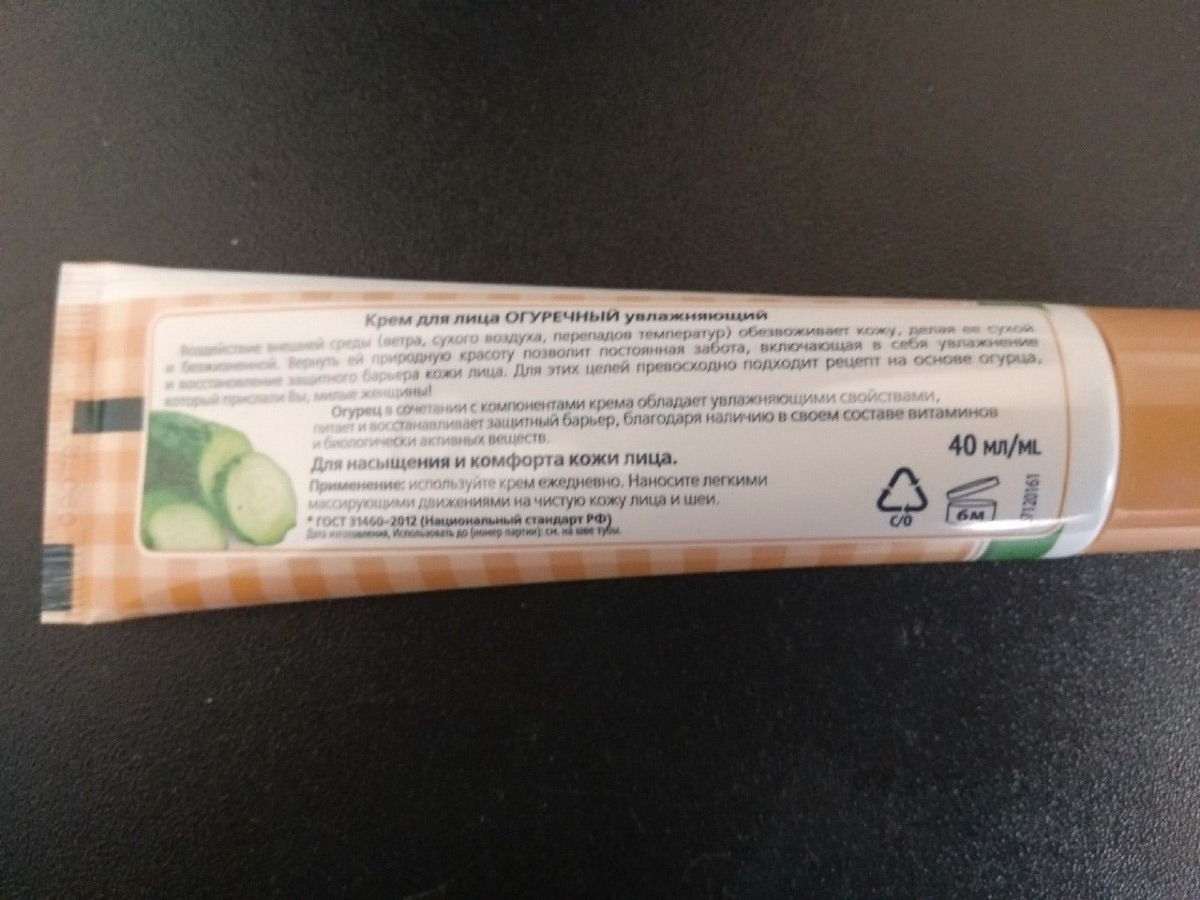 Крем для лица ОГУРЕЧНЫЙ увлажняющий
Воздействие внешней среды (ветра, сухого воздуха, перепадов температур) обезвоживает кожу, делая ее сухой
и безжизненной. Вернуть ей природную красоту позволит постоянная забота, включающая в себя увлажнение
и восстановление защитного барьера кожи лица. Для этих целей превосходно подходит рецепт на основе огурца,
который прислали Вы, милые женщины!
Огурец в сочетании с компонентами крема обладает увлажняющими свойствами,
питает и восстанавливает защитный барьер, благодаря наличию в своем составе витаминов
и биологически активных веществ.
Для насыщения и комфорта кожи лица.
Применение: используйте крем ежедневно. Наносите легкими
массирующими движениями на чистую кожу лица и шеи.
* ГОСТ 31460-2012 (Национальный стандарт РФ)
Дата изготовления, Использовать до (номер партии): см. на шве тубы.
40 мл/mL
C/0
6м
7120161